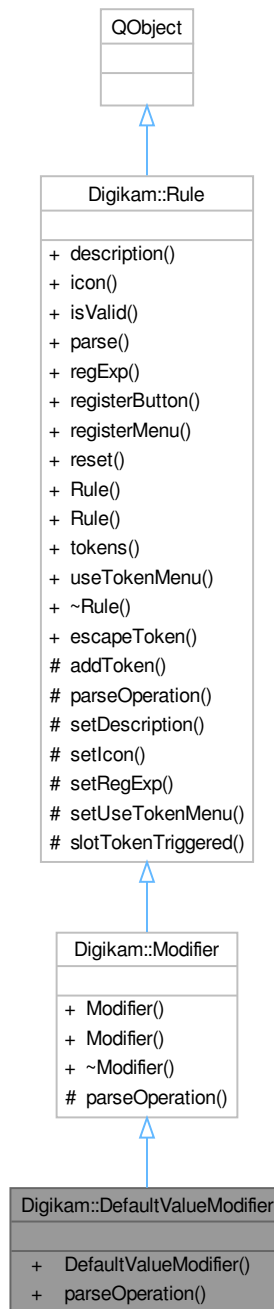 QObject
Digikam::Rule
+ description()
+ icon()
+ isValid()
+ parse()
+ regExp()
+ registerButton()
+ registerMenu()
+ reset()
+ Rule()
+ Rule()
+ tokens()
+ useTokenMenu()
+ ~Rule()
+ escapeToken()
# addToken()
# parseOperation()
# setDescription()
# setIcon()
# setRegExp()
# setUseTokenMenu()
# slotTokenTriggered()
Digikam::Modifier
+ Modifier()
+ Modifier()
+ ~Modifier()
# parseOperation()
Digikam::DefaultValueModifier
+ DefaultValueModifier()
+ parseOperation()